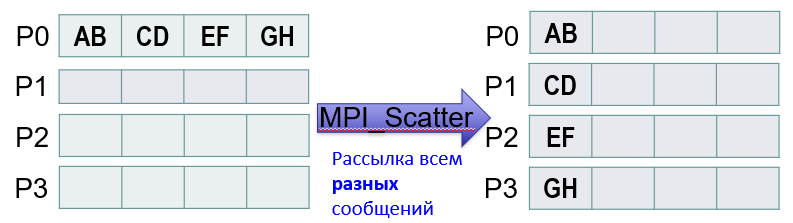 P0 AB CD EF GH
P1
P2
P3
MPI_Scatter
Рассылка всем
разных
сообщений
P0 AB
P1 CD
P2 EF
P3 GH